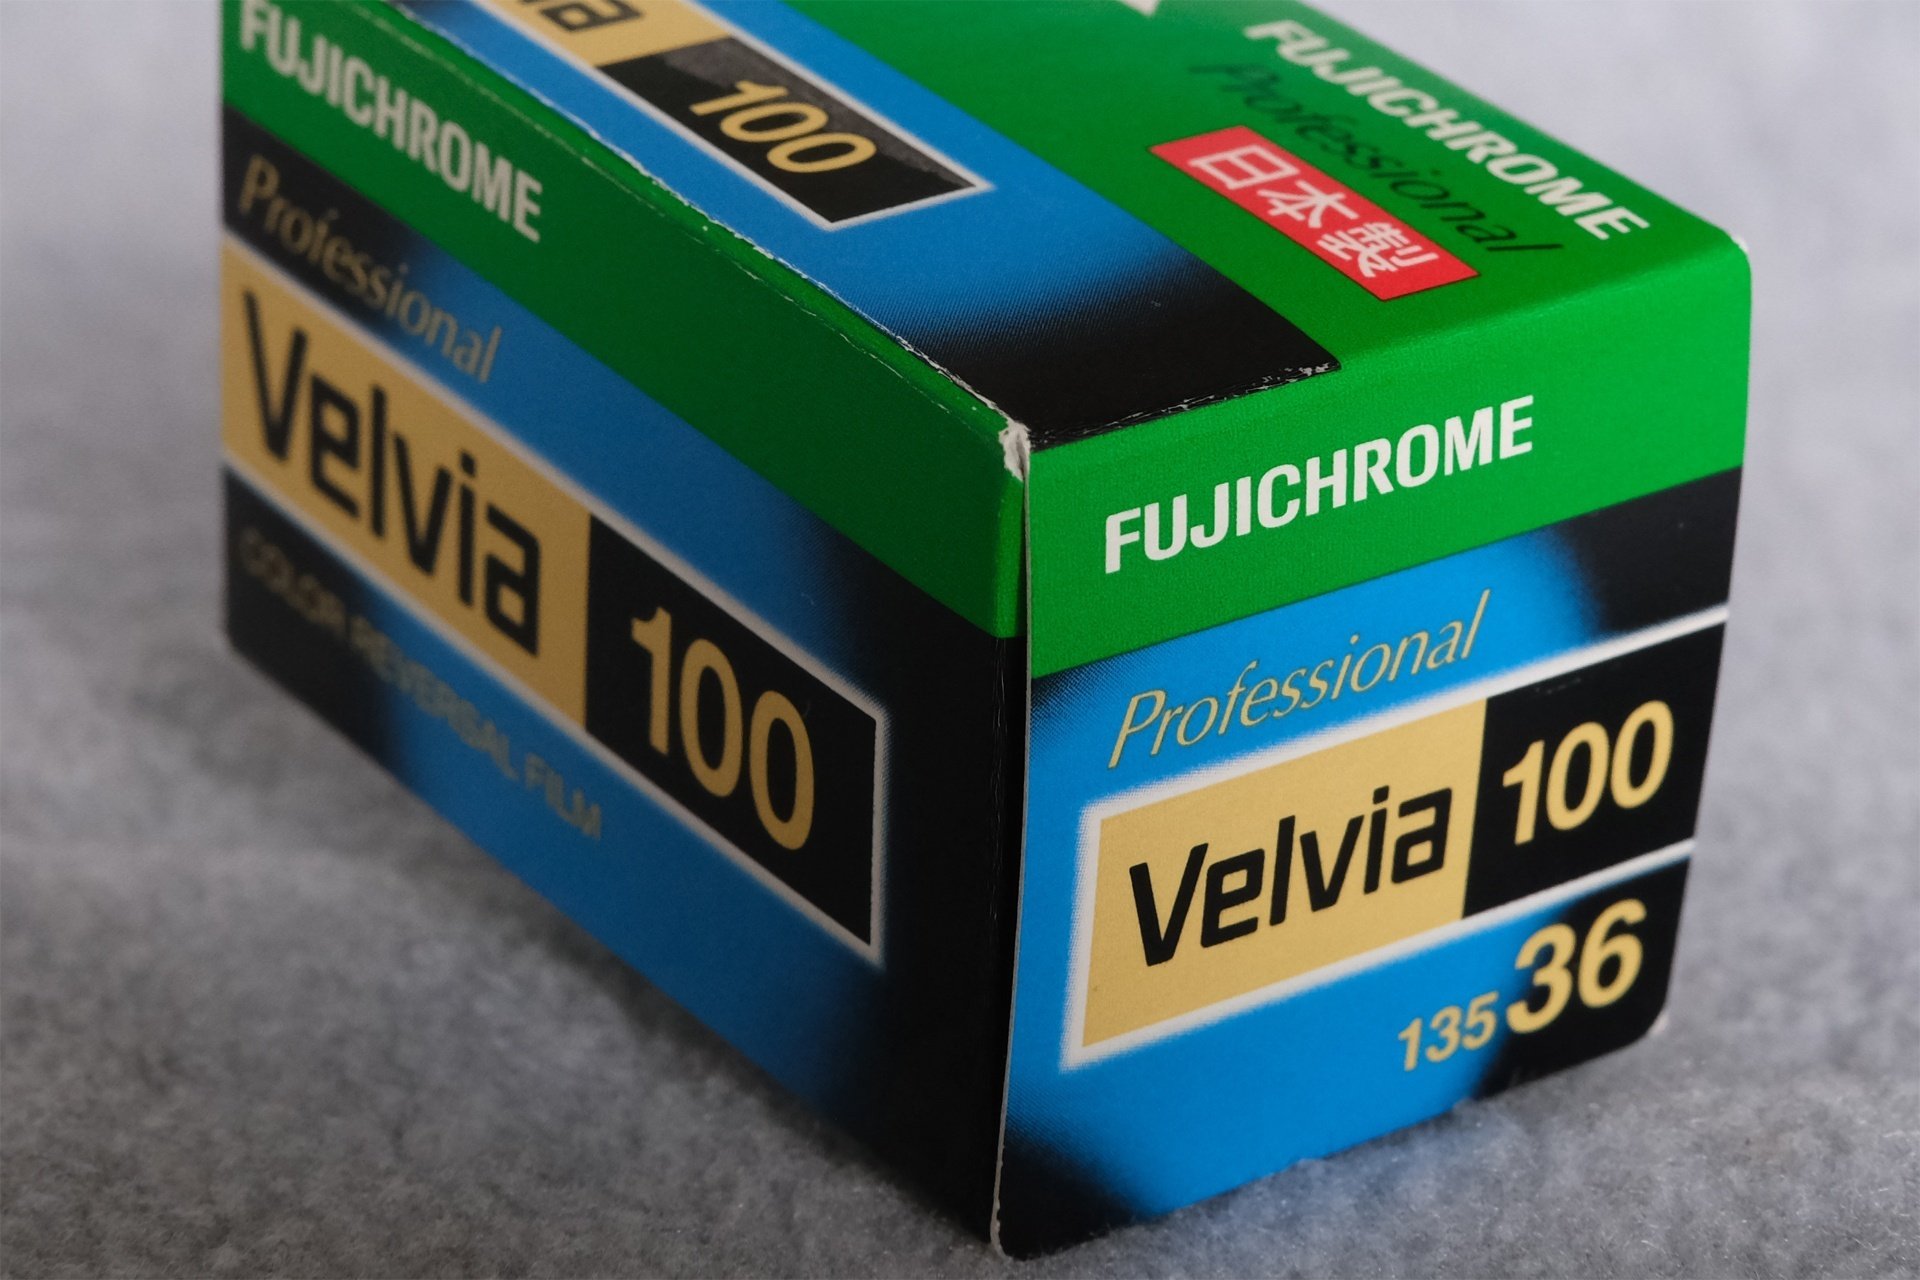 FUJICHROME
Professional
Velvia 100
COLOR REVERSAL FILM
100
FUJICHROME
Professional
日本製
FUJICHROME
Professional
Velvia 100
135 36